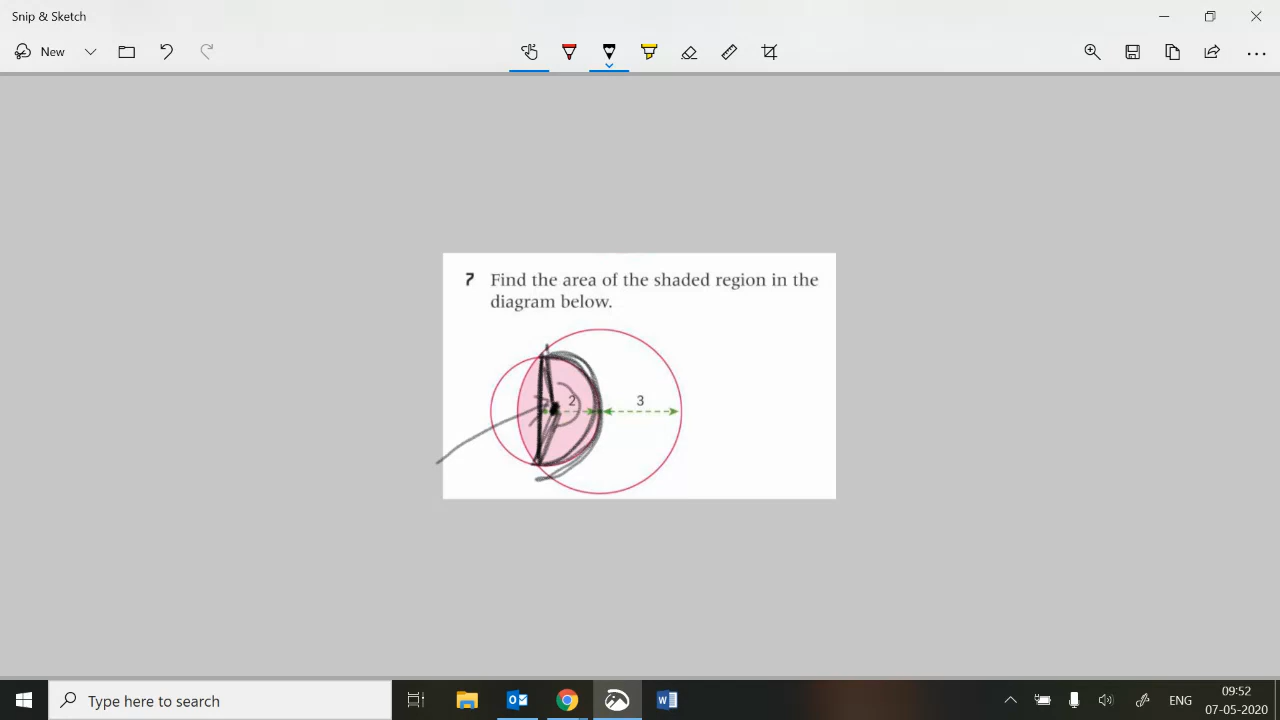 Snip & Sketch
New
7 Find the area of the shaded region in the
diagram below.
2
3
Type here to search
ENG
09:52
07-05-2020